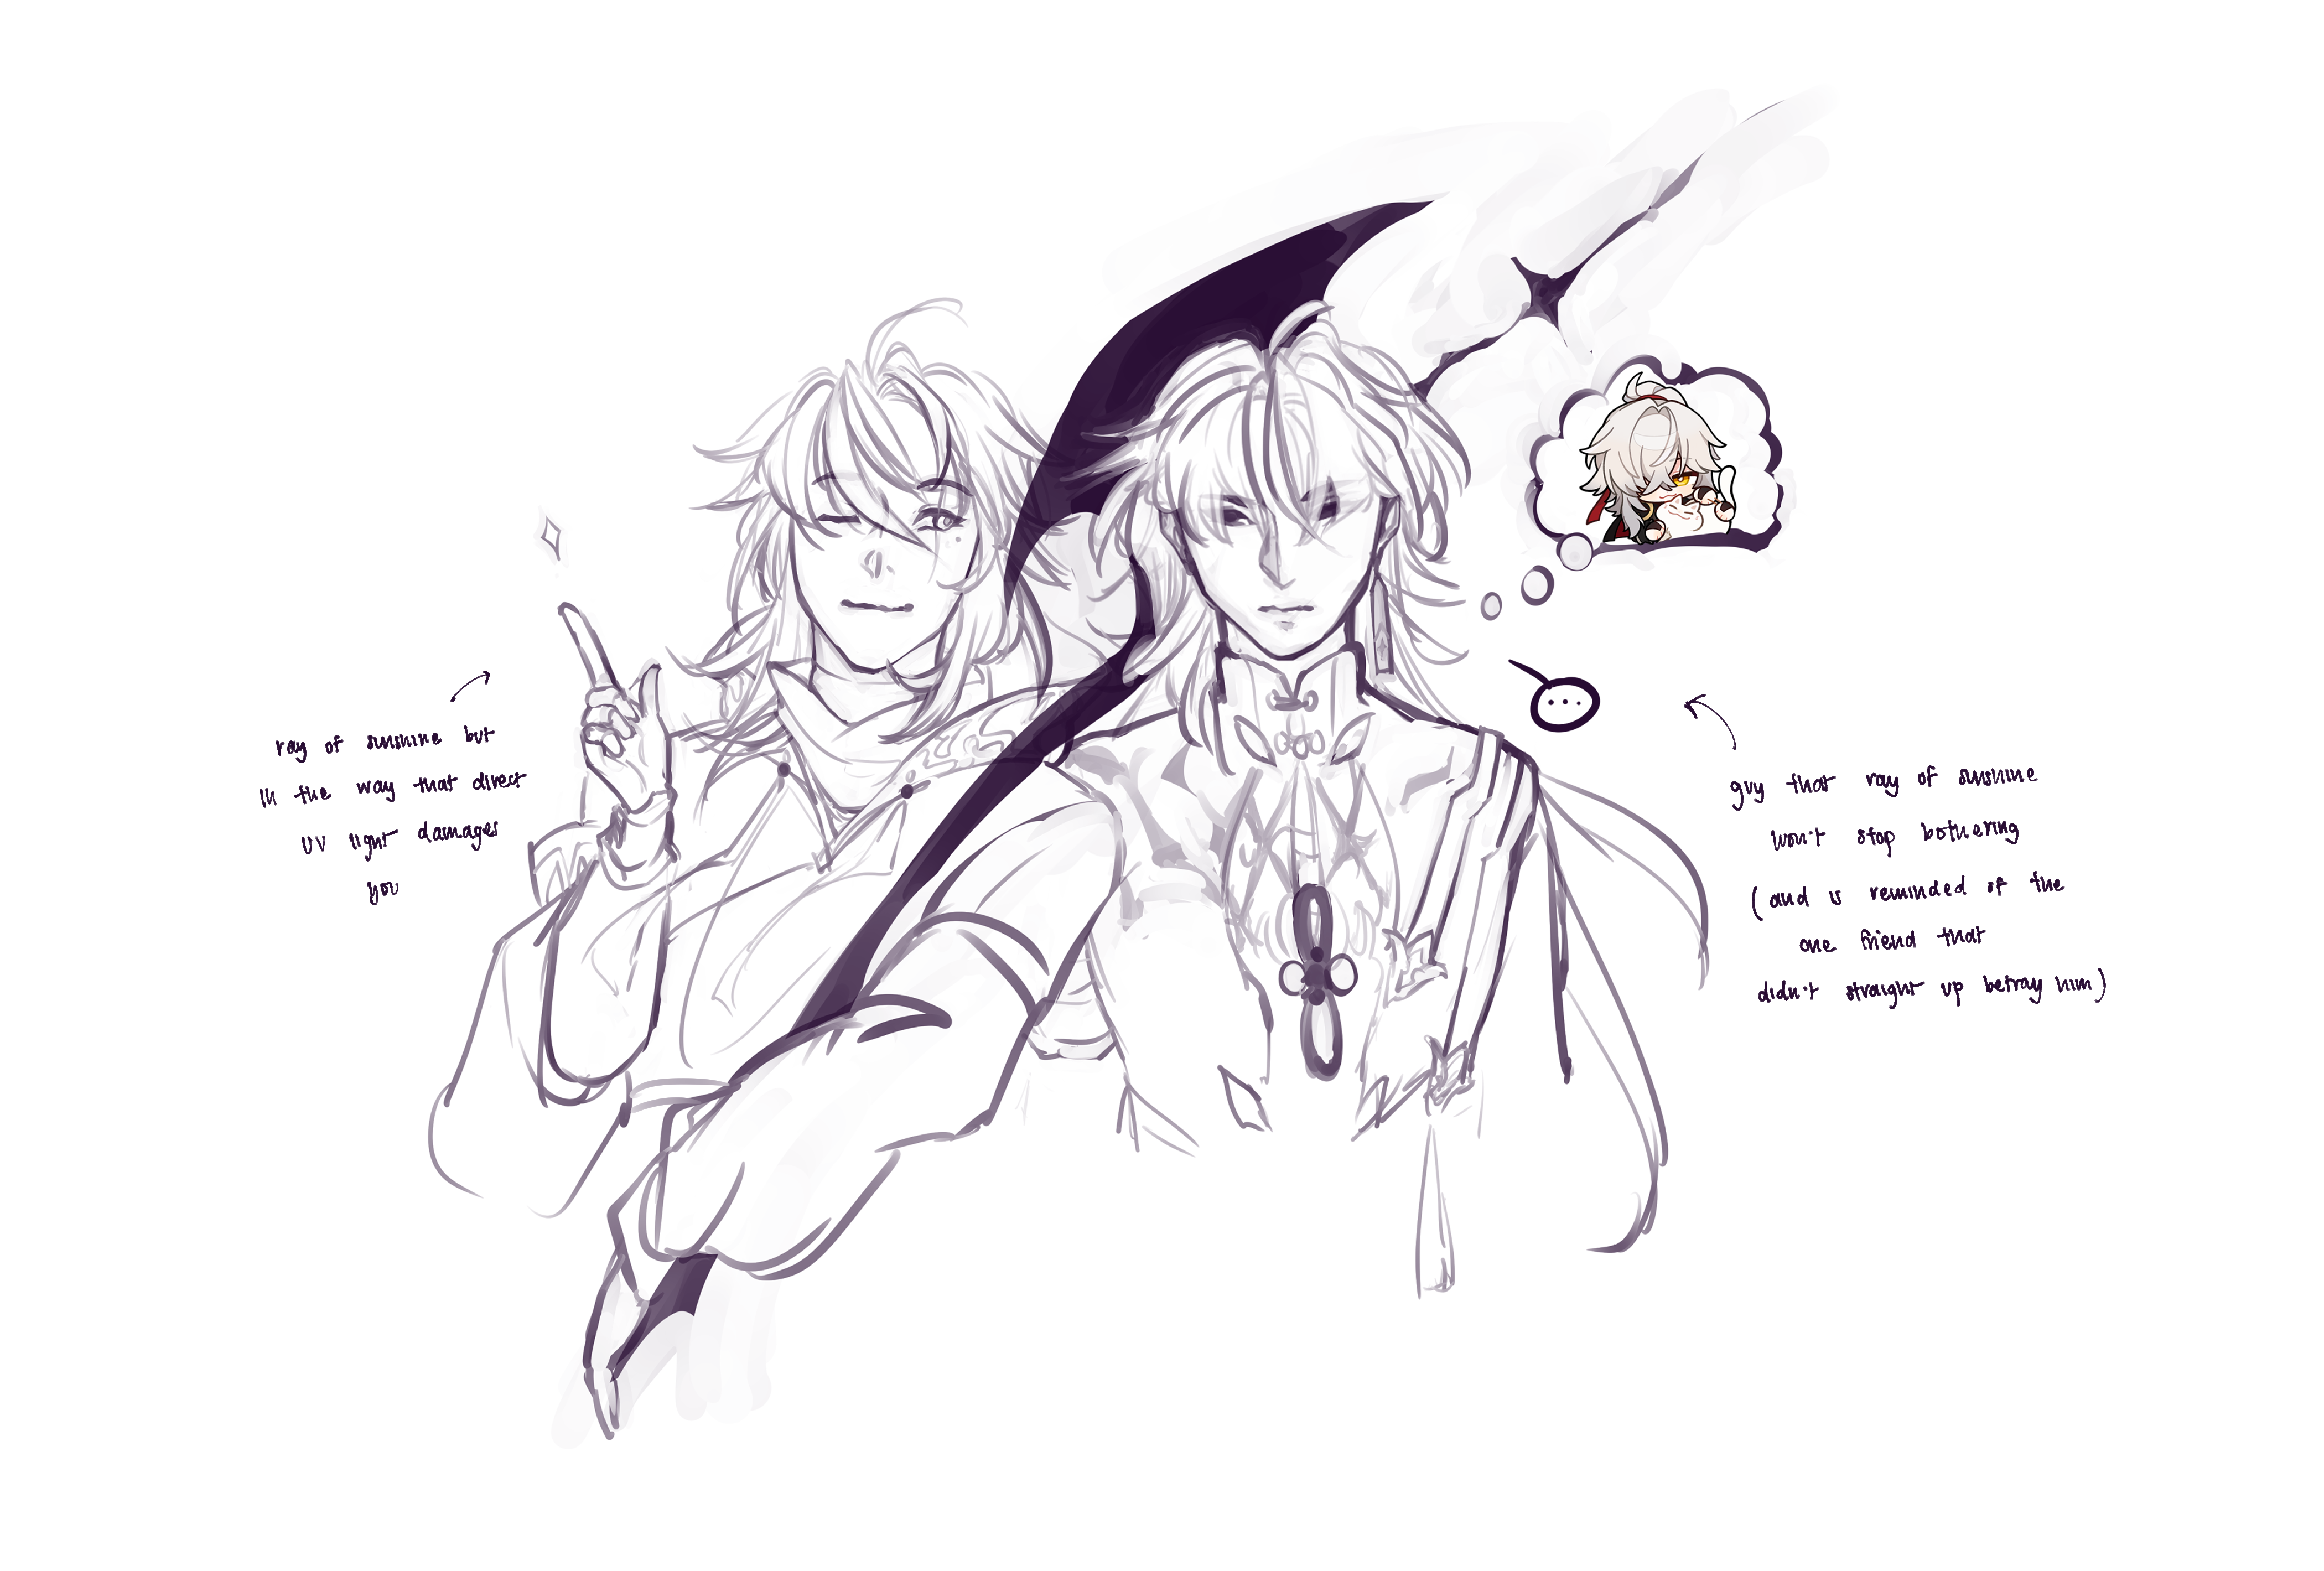 ray of sunshine but
in the way that direct
UV light damages
you
...
guy that ray of sunshine
won't stop bothering
(and is reminded of the
one friend that
didn't straight up betray him)